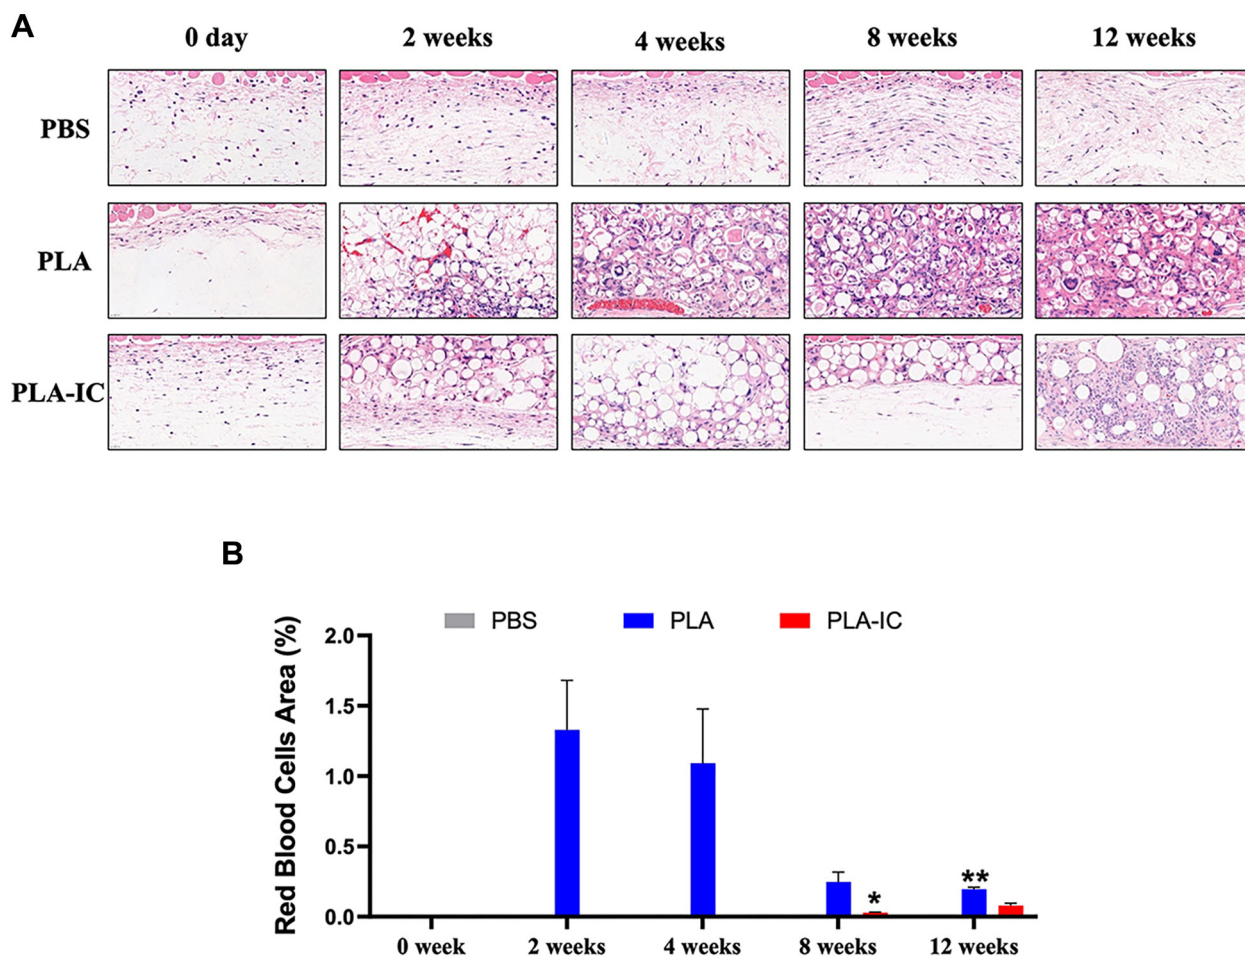 A
0 day 2 weeks 4 weeks 8 weeks 12 weeks
PBS
PLA
PLA-IC
B
PBS PLA PLA-IC
Red Blood Cells Area (%)
2.0
1.5
1.0
0.5
0.0
* **
0 week 2 weeks 4 weeks 8 weeks 12 weeks